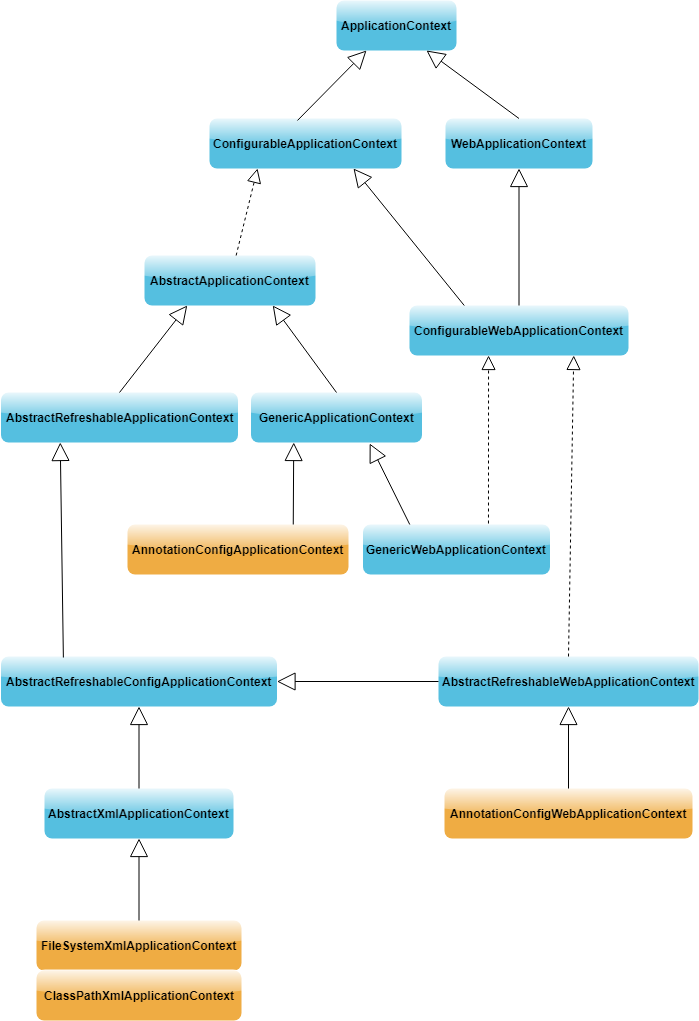 ApplicationContext
ConfigurableApplicationContext
WebApplicationContext
AbstractApplicationContext
ConfigurableWebApplicationContext
AbstractRefreshableApplicationContext
GenericApplicationContext
AnnotationConfigApplicationContext
GenericWebApplicationContext
AbstractRefreshableConfigApplicationContext
AbstractRefreshableWebApplicationContext
AbstractXmlApplicationContext
AnnotationConfigWebApplicationContext
FileSystemXmlApplicationContext
ClassPathXmlApplicationContext